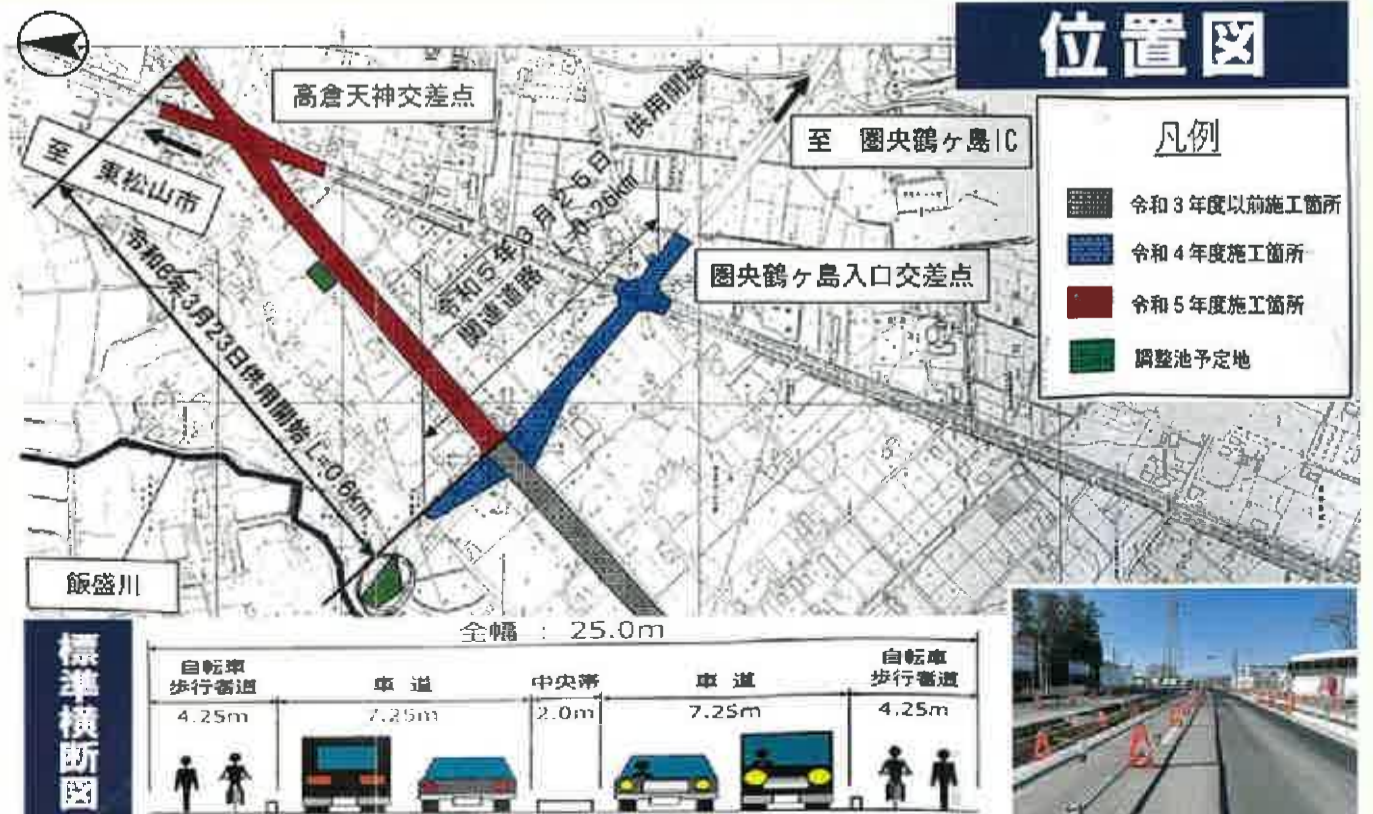 位置図
高倉天神交差点
至 東松山市
供用開始
至 圏央鶴ヶ島IC
令和5年3月25日
関連道路 L=0.26km
圏央鶴ヶ島入口交差点
令和6年3月23日供用開始 L=0.6km
飯盛川
凡例
令和3年度以前施工箇所
令和4年度施工箇所
令和5年度施工箇所
調整池予定地
標準横断図
全幅 : 25.0m
自転車
歩行者道
車道
中央帯
車道
自転車
歩行者道
4.25m
7.25m
2.0m
7.25m
4.25m